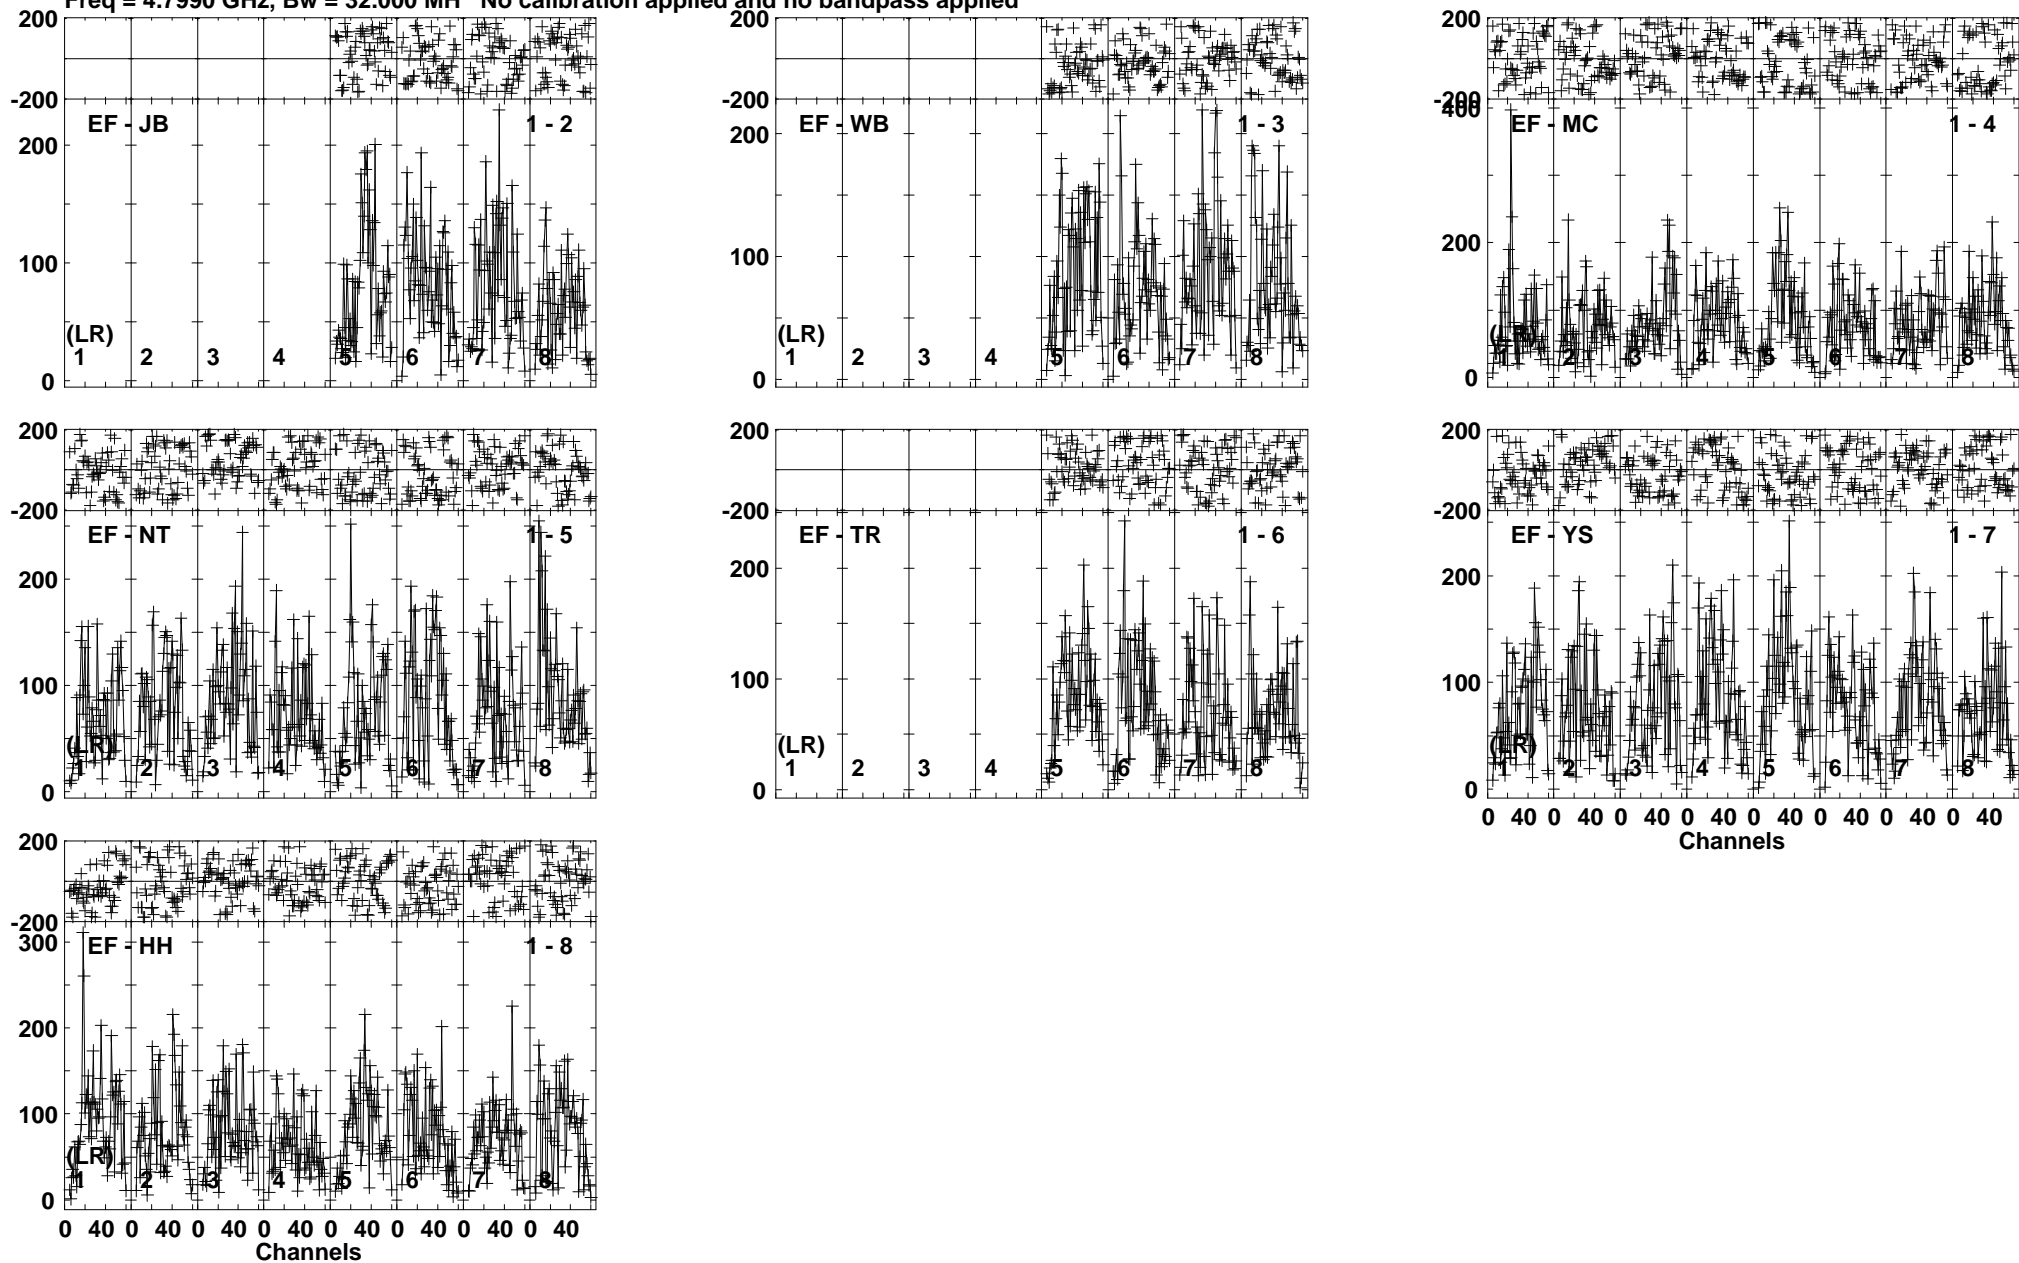 Freq = 4.7990 GHz, Bw = 32.000 MH No calibration applied and no bandpass applied
200
-200
EF - JB 1 - 2
200
100
0
(LR)
1 2 3 4 5 6 7 8
200
-200
EF - WB 1 - 3
200
100
0
(LR)
1 2 3 4 5 6 7 8
200
-200
400
EF - MC 1 - 4
200
0
(LR)
1 2 3 4 5 6 7 8
200
-200
EF - NT 1 - 5
200
100
0
(LR)
1 2 3 4 5 6 7 8
200
-200
EF - TR 1 - 6
200
100
0
(LR)
1 2 3 4 5 6 7 8
200
-200
EF - YS 1 - 7
200
100
0
(LR)
1 2 3 4 5 6 7 8
0 40 0 40 0 40 0 40 0 40 0 40 0 40 0 40
Channels
200
-200
300
EF - HH 1 - 8
200
100
0
(LR)
1 2 3 4 5 6 7 8
0 40 0 40 0 40 0 40 0 40 0 40 0 40 0 40
Channels